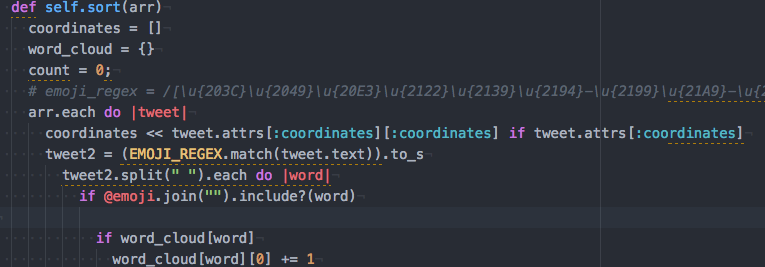 def self.sort(arr)
coordinates = []
word_cloud = {}
count = 0;
# emoji_regex = /[\u{203C}\u{2049}\u{20E3}\u{2122}\u{2139}\u{2194}-\u{2199}\u{21A9}-\u{2
arr.each do |tweet|
coordinates << tweet.attrs[:coordinates][:coordinates] if tweet.attrs[:coordinates]
tweet2 = (EMOJI_REGEX.match(tweet.text)).to_s
tweet2.split(" ").each do |word|
if @emoji.join("").include?(word)
if word_cloud[word]
word_cloud[word][0] += 1